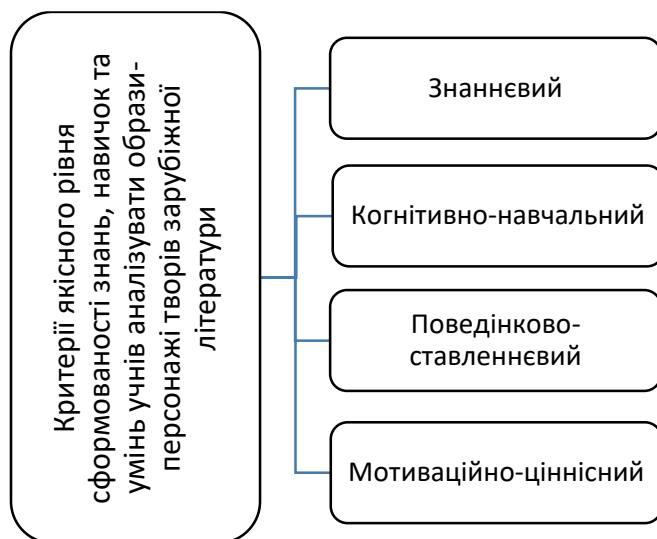 Критерії якісного рівня
сформованості знань, навичок та
умінь учнів аналізувати образи-
персонажі творів зарубіжної
літератури
Знаннєвий
Когнітивно-навчальний
Поведінково-
ставленнєвий
Мотиваційно-ціннісний